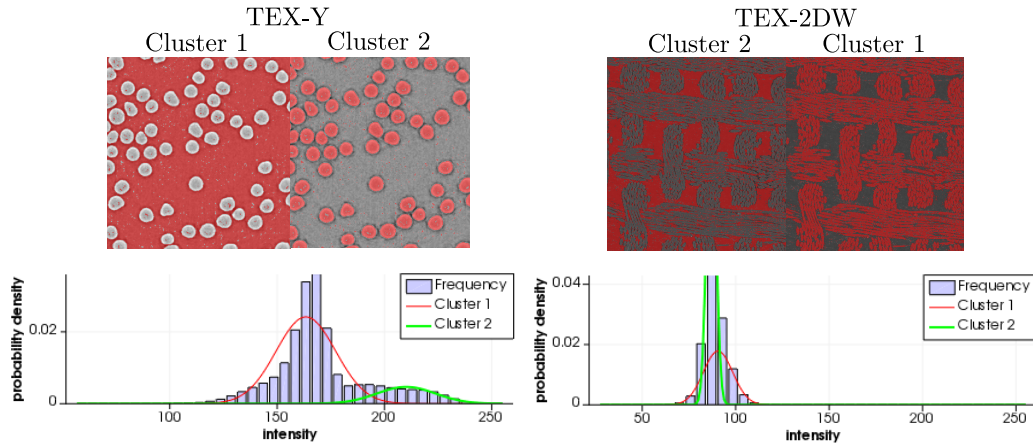 TEX-Y
Cluster 1 Cluster 2
TEX-2DW
Cluster 2 Cluster 1
probability density
0.02
0
100 150 200 250
intensity
Frequency
Cluster 1
Cluster 2
probability density
0.04
0.02
0
50 100 150 200 250
intensity
Frequency
Cluster 1
Cluster 2